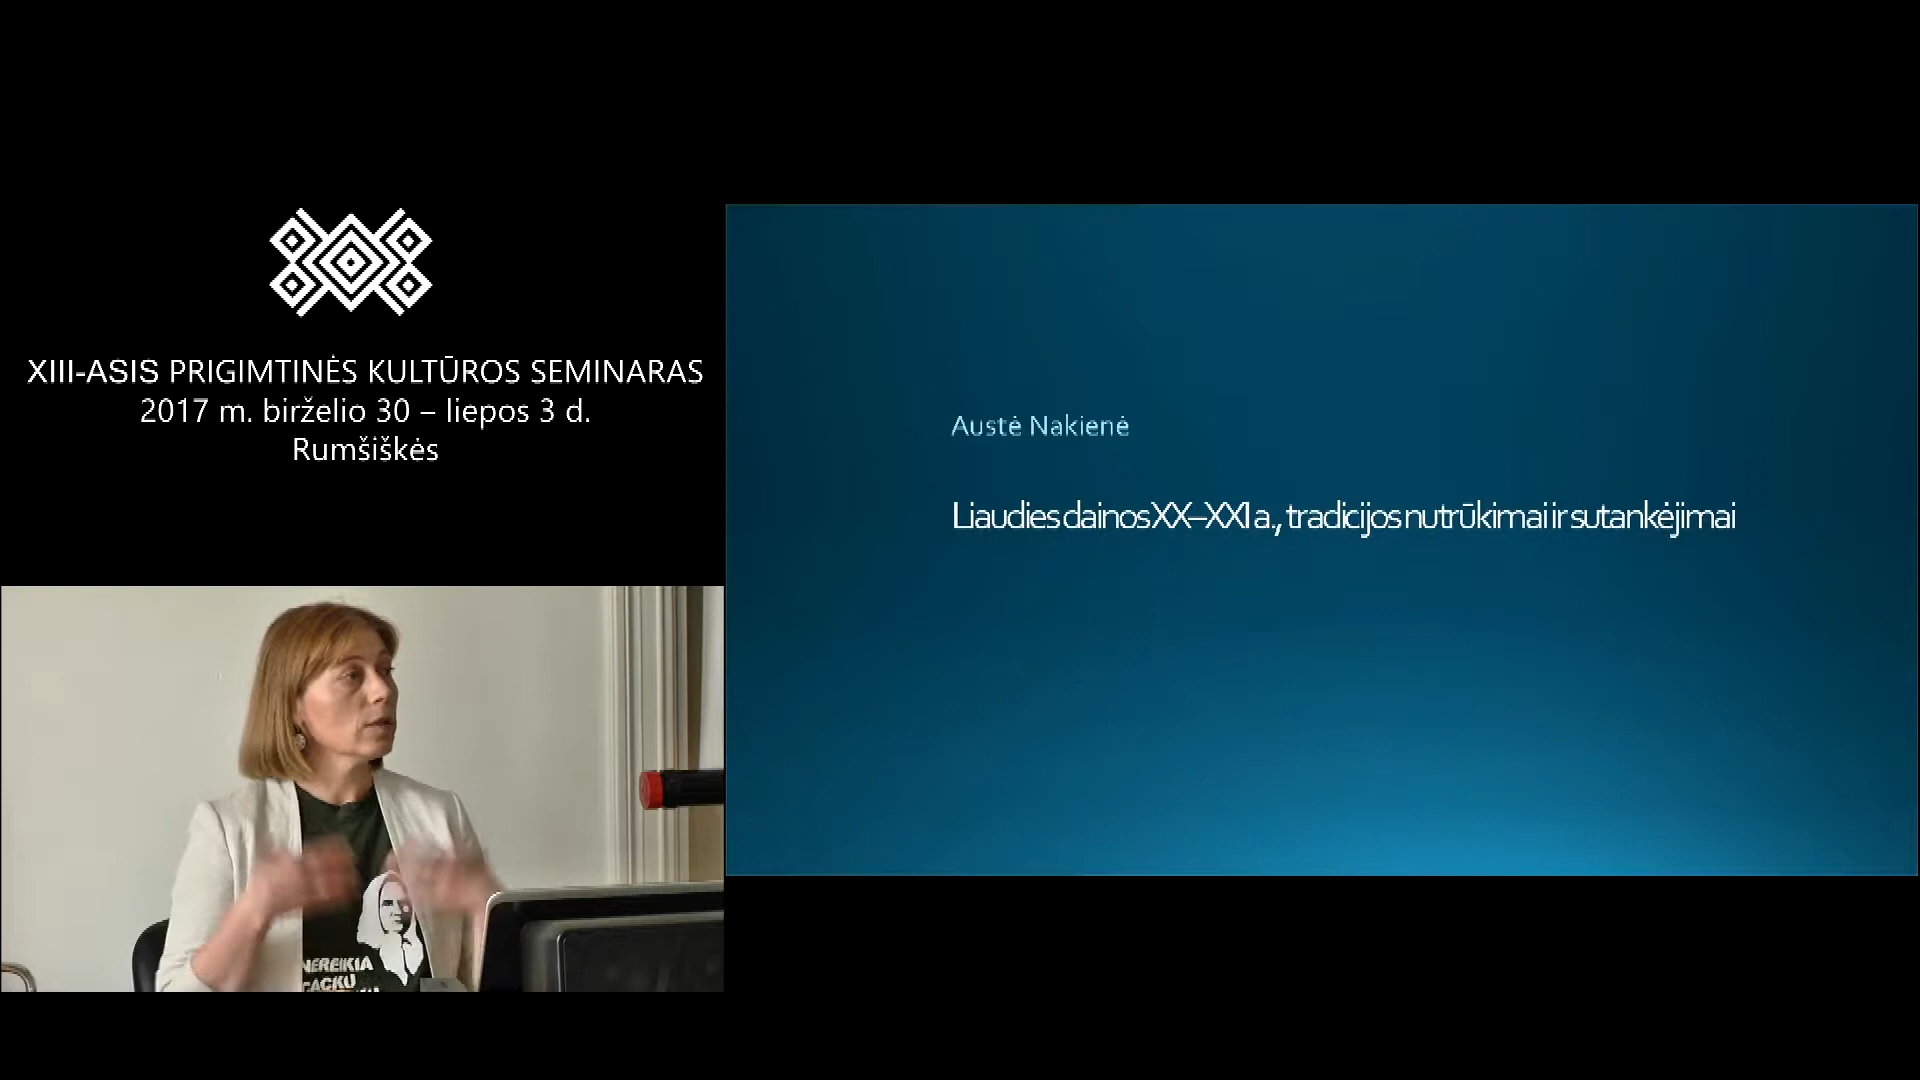 XIII-ASIS PRIGIMTINĖS KULTŪROS SEMINARAS
2017 m. birželio 30 – liepos 3 d.
Rumšiškės
Austė Nakienė
Liaudies dainos XX–XXI a., tradicijos nutrūkimai ir sutankėjimai
NEREIKIA